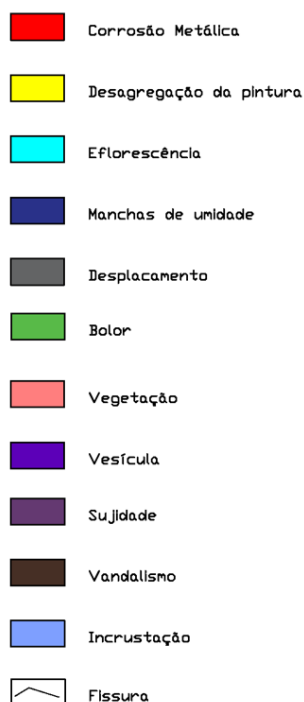 Corrosão Metálica
Desagregação da pintura
Eflorescência
Manchas de umidade
Desplacamento
Bolor
Vegetação
Vesícula
Sujidade
Vandalismo
Incrustação
Fissura